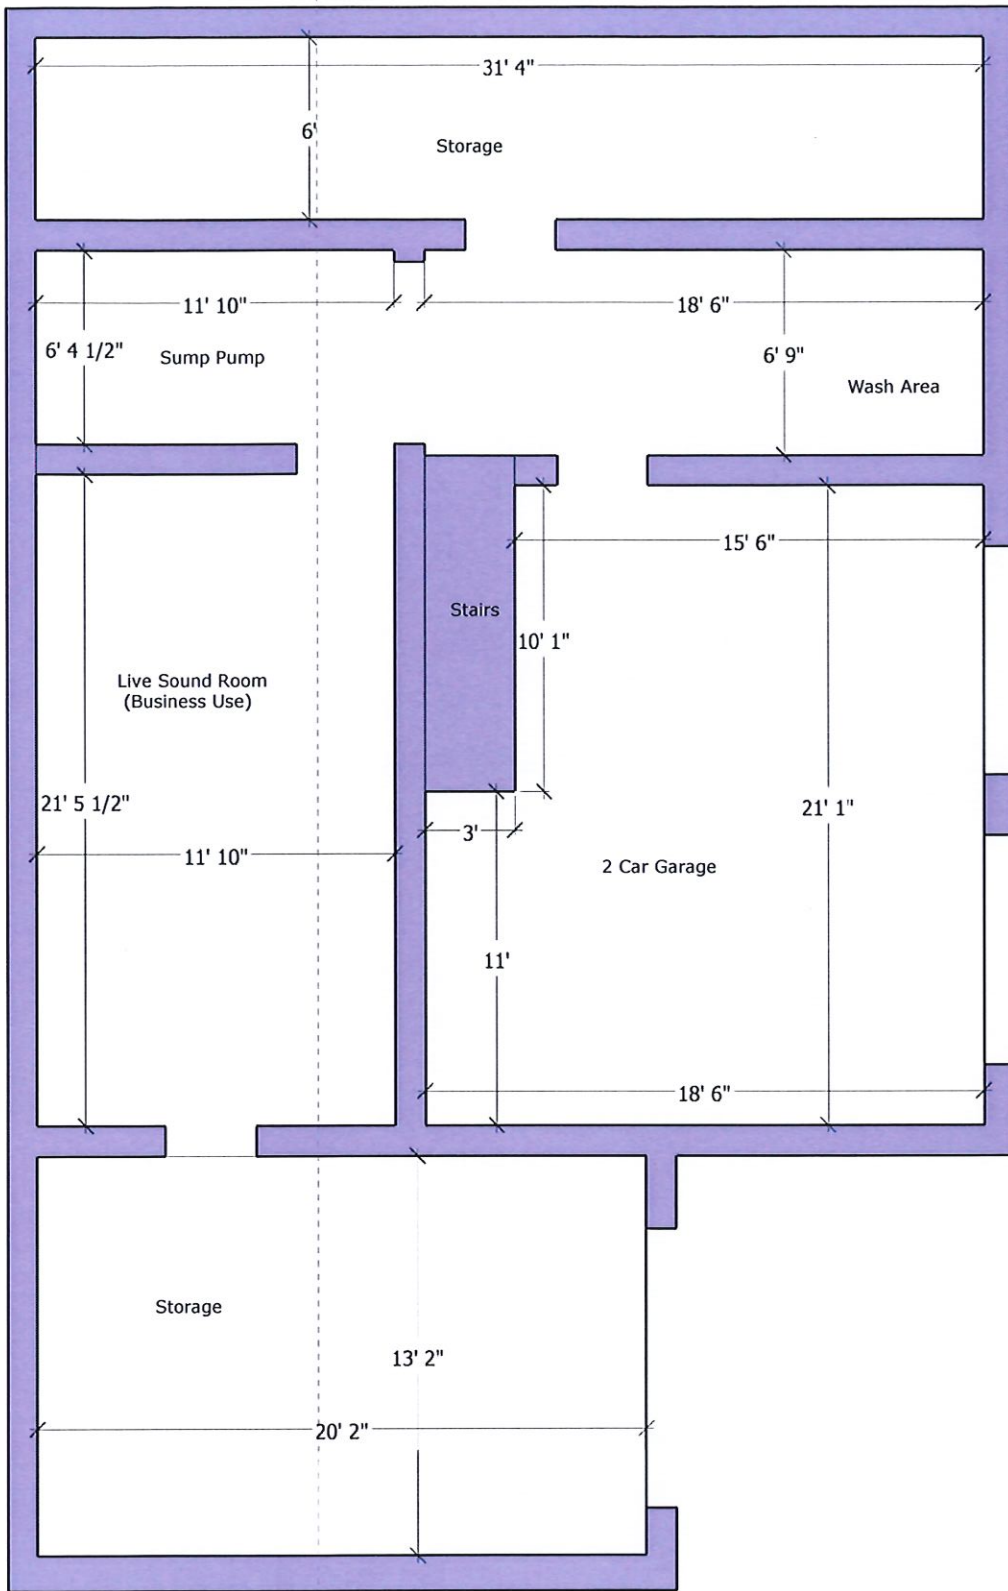 31' 4"
6'
Storage
11' 10"
18' 6"
6' 4 1/2"
Sump Pump
6' 9"
Wash Area
15' 6"
Stairs
10' 1"
Live Sound Room
(Business Use)
21' 5 1/2"
21' 1"
3'
11' 10"
2 Car Garage
11'
18' 6"
Storage
13' 2"
20' 2"